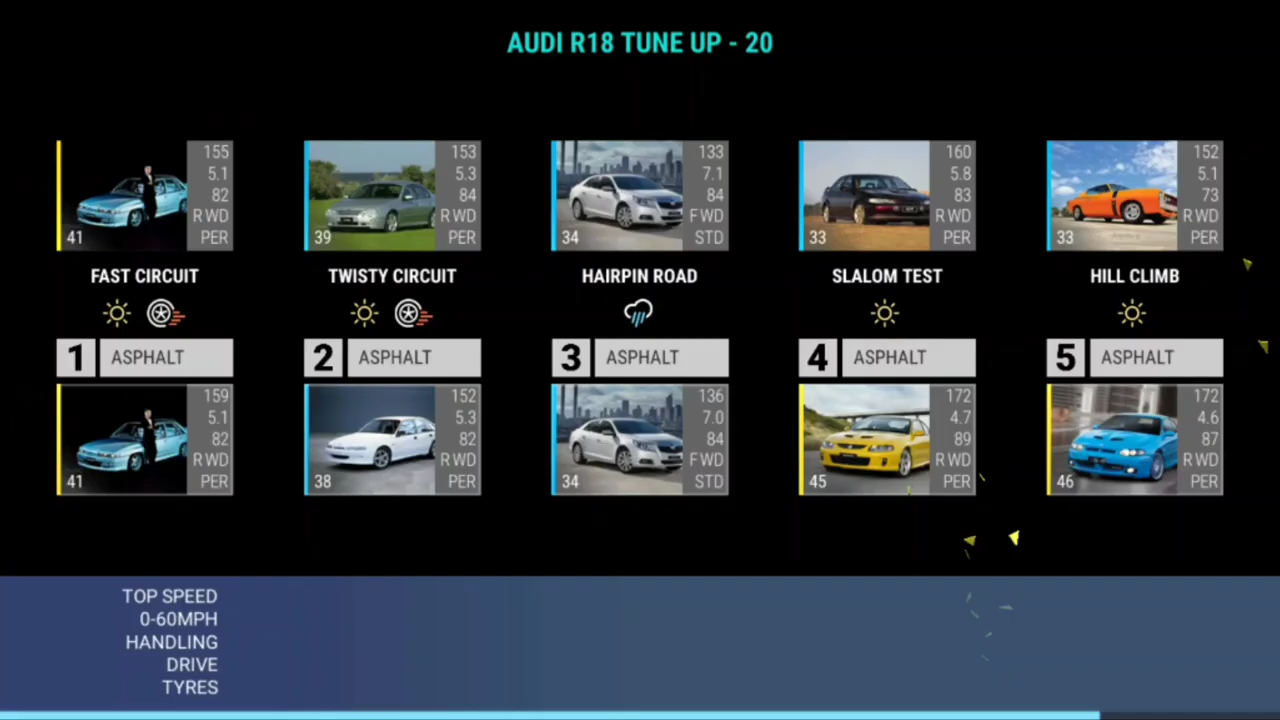 AUDI R18 TUNE UP - 20
155
5.1
82
RWD
PER
41
153
5.3
84
RWD
PER
39
133
7.1
84
FWD
STD
34
160
5.8
83
RWD
PER
33
152
5.1
73
RWD
PER
33
FAST CIRCUIT
TWISTY CIRCUIT
HAIRPIN ROAD
SLALOM TEST
HILL CLIMB
1 ASPHALT
2 ASPHALT
3 ASPHALT
4 ASPHALT
5 ASPHALT
159
5.1
82
RWD
PER
41
152
5.3
82
RWD
PER
38
136
7.0
84
FWD
STD
34
172
4.7
89
RWD
PER
45
172
4.6
87
RWD
PER
46
TOP SPEED
0-60MPH
HANDLING
DRIVE
TYRES